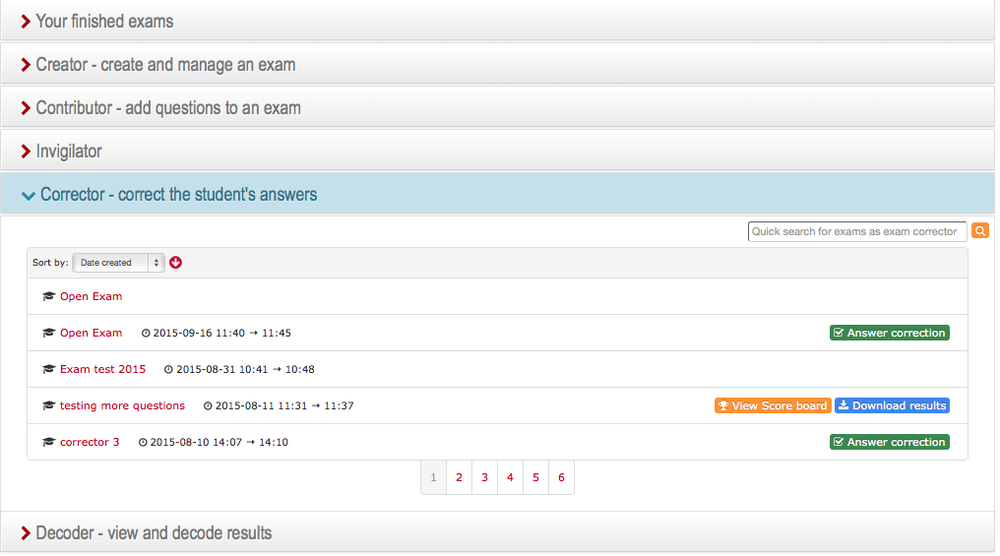 Your finished exams
Creator - create and manage an exam
Contributor - add questions to an exam
Invigilator
Corrector - correct the student's answers
Quick search for exams as exam corrector
Sort by: Date created
Open Exam
Open Exam 2015-09-16 11:40 → 11:45 Answer correction
Exam test 2015 2015-08-31 10:41 → 10:48
testing more questions 2015-08-11 11:31 → 11:37 View Score board Download results
corrector 3 2015-08-10 14:07 → 14:10 Answer correction
1 2 3 4 5 6
Decoder - view and decode results